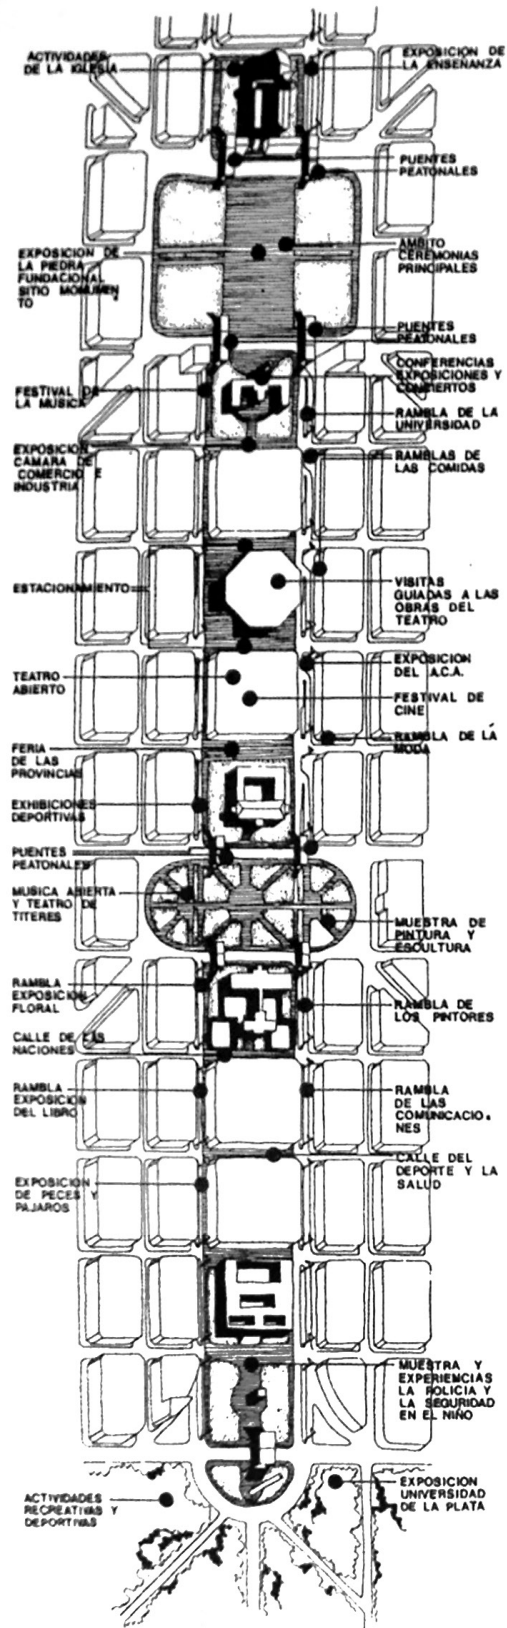 ACTIVIDADES
DE LA IGLESIA
EXPOSICION DE
LA ENSEÑANZA
PUENTES
PEATONALES
EXPOSICION DE
LA PIEDRA
FUNDACIONAL
SITIO MONUMEN
TO
AMBITO
CEREMONIAS
PRINCIPALES
PUENTES
PEATONALES
CONFERENCIAS
EXPOSICIONES Y
CONCIERTOS
FESTIVAL DE
LA MUSICA
RAMBLA DE LA
UNIVERSIDAD
EXPOSICION
CAMARA DE
COMERCIO E
INDUSTRIA
RAMBLAS DE
LAS COMIDAS
ESTACIONAMIENTO
VISITAS
GUIADAS A LAS
OBRAS DEL
TEATRO
TEATRO
ABIERTO
EXPOSICION
DEL A.C.A.
FESTIVAL DE
CINE
RAMBLA DE LA
MODA
FERIA
DE LAS
PROVINCIAS
EXHIBICIONES
DEPORTIVAS
PUENTES
PEATONALES
MUSICA ABIERTA
Y TEATRO DE
TITERES
MUESTRA DE
PINTURA Y
ESCULTURA
RAMBLA
EXPOSICION
FLORAL
RAMBLA DE
LOS PINTORES
CALLE DE LAS
NACIONES
RAMBLA
EXPOSICION
DEL LIBRO
RAMBLA
DE LAS
COMUNICACIO.
NES
CALLE DEL
DEPORTE Y LA
SALUD
EXPOSICION
DE PECES Y
PAJAROS
MUESTRA Y
EXPERIENCIAS
LA POLICIA Y
LA SEGURIDAD
EN EL NIÑO
ACTIVIDADES
RECREATIVAS Y
DEPORTIVAS
EXPOSICION
UNIVERSIDAD
DE LA PLATA